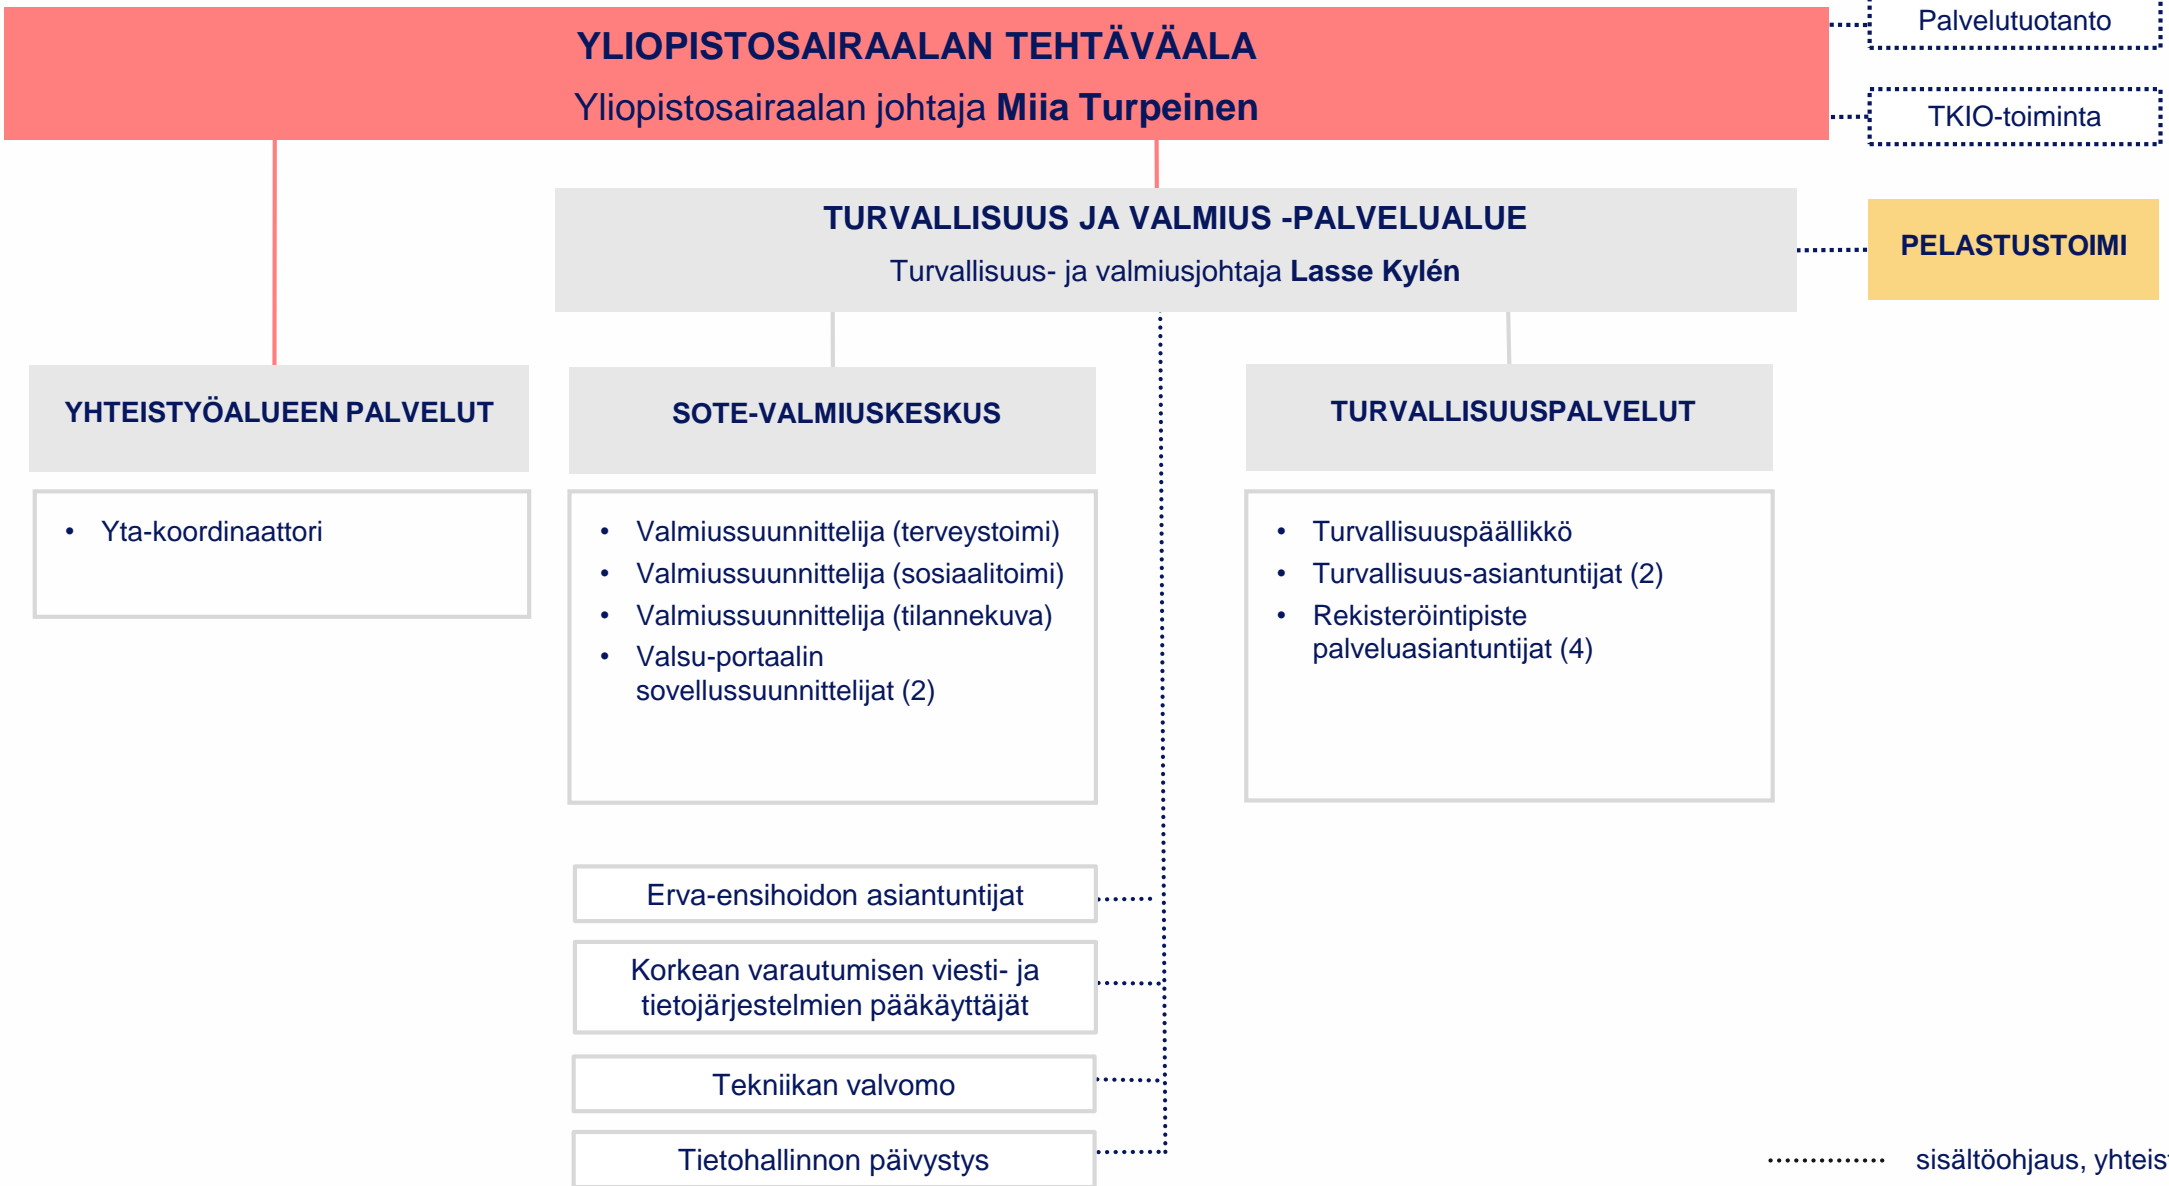 YLIOPISTOSAIRAALAN TEHTÄVÄALA
Yliopistosairaalan johtaja Miia Turpeinen
Palvelutuotanto
TKIO-toiminta
TURVALLISUUS JA VALMIUS -PALVELUALUE
Turvallisuus- ja valmiusjohtaja Lasse Kylén
PELASTUSTOIMI
YHTEISTYÖALUEEN PALVELUT
• Yta-koordinaattori
SOTE-VALMIUSKESKUS
• Valmiussuunnittelija (terveystoimi)
• Valmiussuunnittelija (sosiaalitoimi)
• Valmiussuunnittelija (tilannekuva)
• Valsu-portaalin
sovellussuunnittelijat (2)
TURVALLISUUSPALVELUT
• Turvallisuuspäällikkö
• Turvallisuus-asiantuntijat (2)
• Rekisteröintipiste
palveluasiantuntijat (4)
Erva-ensihoidon asiantuntijat
Korkean varautumisen viesti- ja
tietojärjestelmien pääkäyttäjät
Tekniikan valvomo
Tietohallinnon päivystys
sisältöohjaus,